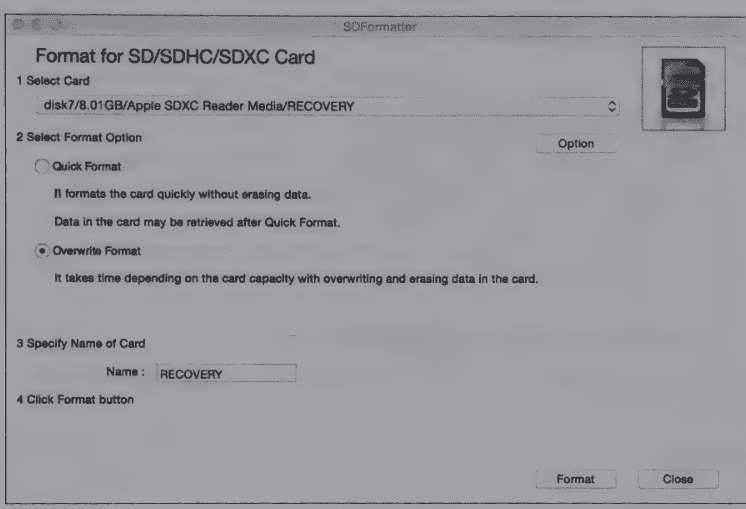 SDFormatter
Format for SD/SDHC/SDXC Card
1 Select Card
disk7/8.01GB/Apple SDXC Reader Media/RECOVERY
2 Select Format Option
Option
Quick Format
It formats the card quickly without erasing data.
Data in the card may be retrieved after Quick Format.
Overwrite Format
It takes time depending on the card capacity with overwriting and erasing data in the card.
3 Specify Name of Card
Name : RECOVERY
4 Click Format button
Format Close